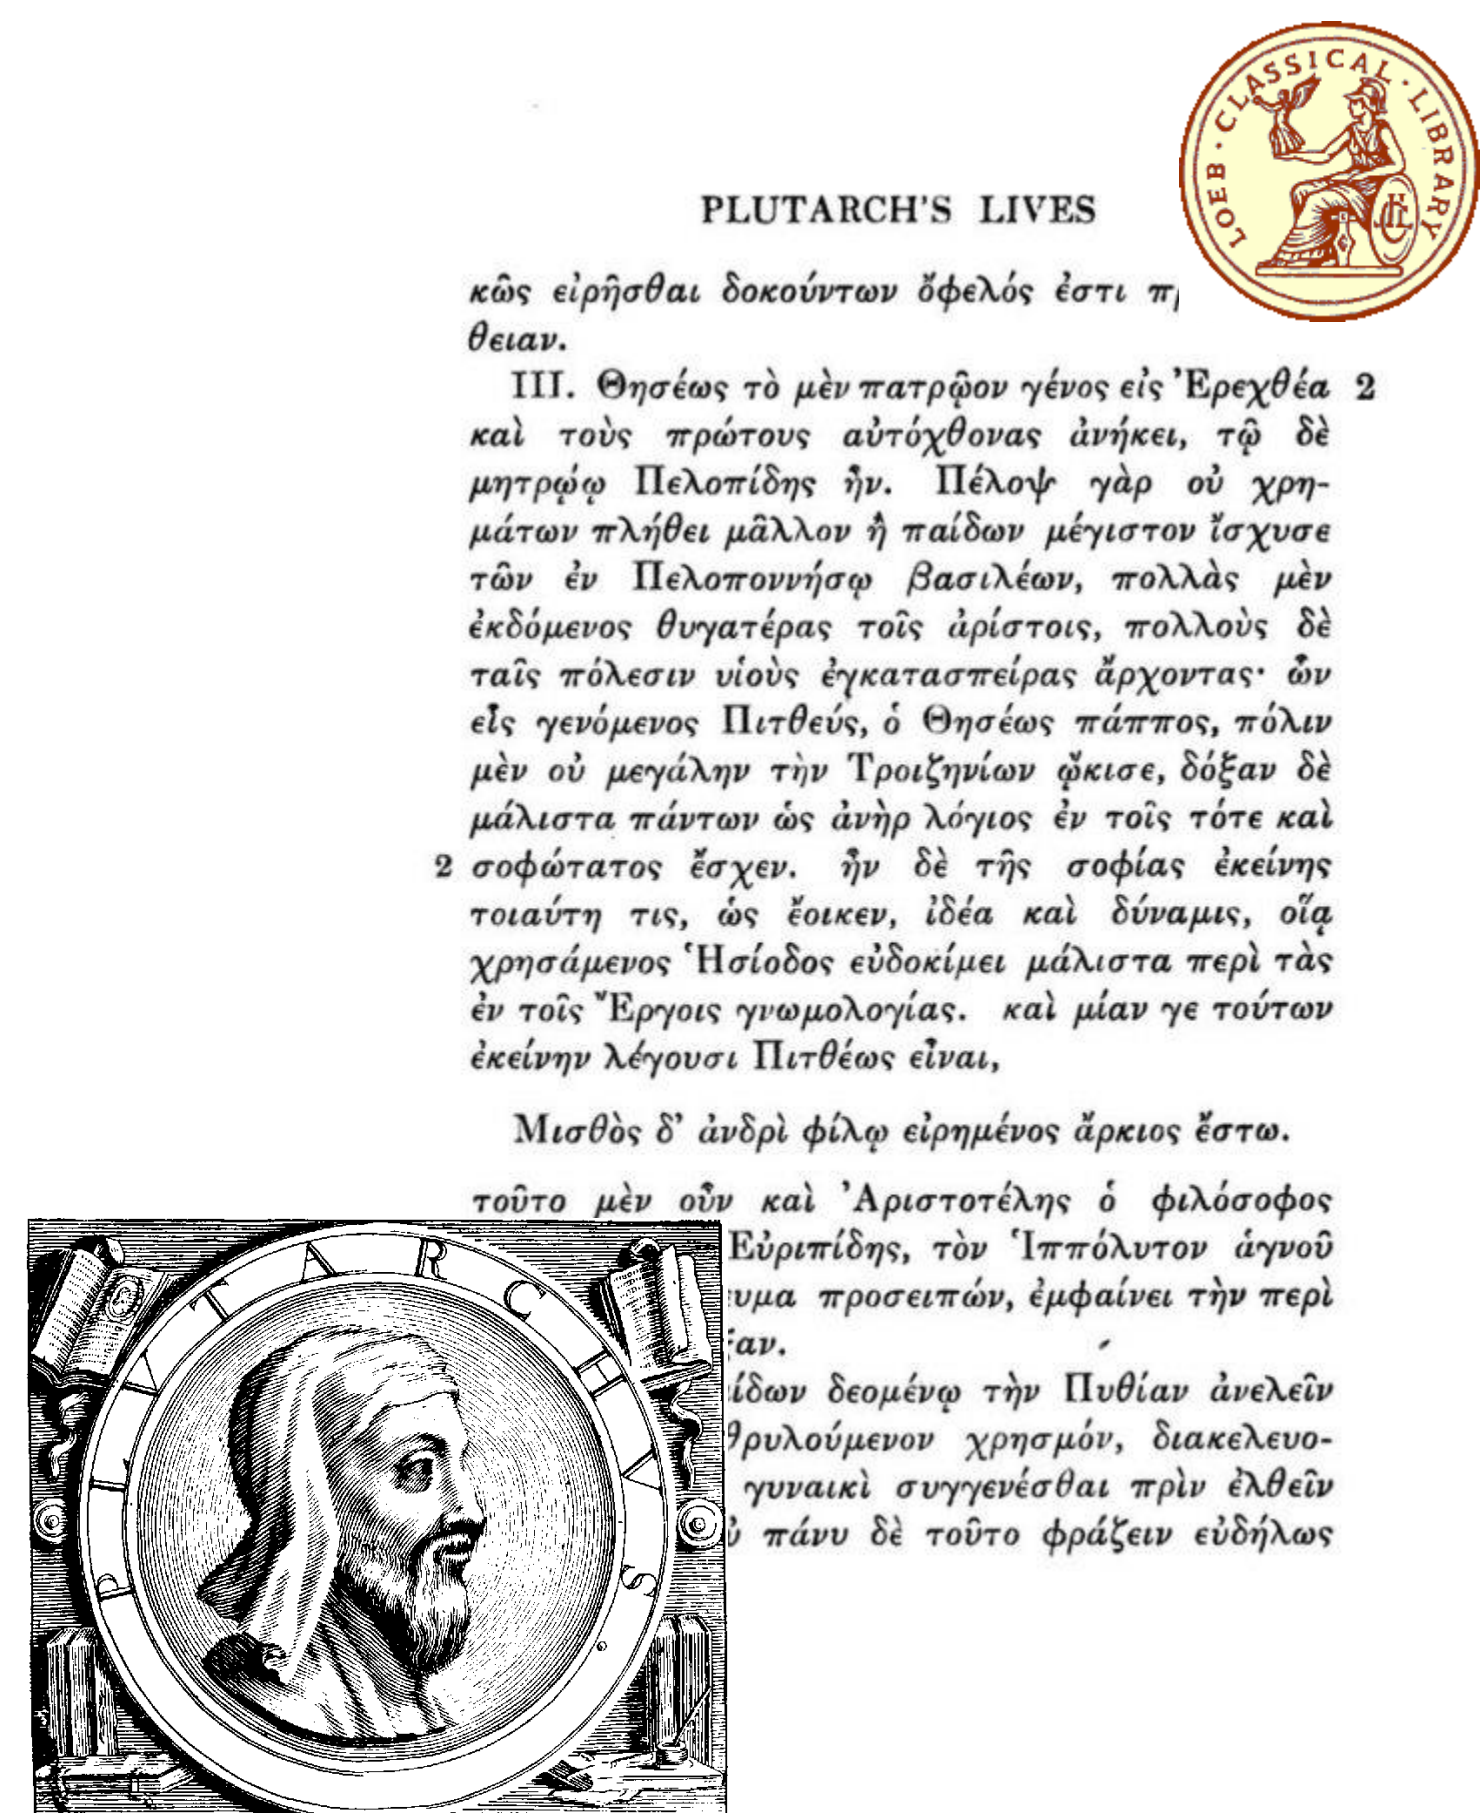 LOEB · CLASSICAL · LIBRARY
PLUTARCH'S LIVES
κῶς εἰρῆσθαι δοκούντων ὄφελός ἐστι
θειαν.
III. Θησέως τὸ μὲν πατρῷον γένος εἰς Ἐρεχθέα 2
καὶ τοὺς πρώτους αὐτόχθονας ἀνήκει, τῷ δὲ
μητρῴῳ Πελοπίδης ἦν. Πέλοψ γὰρ οὐ χρη-
μάτων πλήθει μᾶλλον ἢ παίδων μέγιστον ἴσχυσε
τῶν ἐν Πελοποννήσῳ βασιλέων, πολλὰς μὲν
ἐκδόμενος θυγατέρας τοῖς ἀρίστοις, πολλοὺς δὲ
ταῖς πόλεσιν υἱοὺς ἐγκατασπείρας ἄρχοντας· ὧν
εἷς γενόμενος Πιτθεύς, ὁ Θησέως πάππος, πόλιν
μὲν οὐ μεγάλην τὴν Τροιζηνίων ᾤκισε, δόξαν δὲ
μάλιστα πάντων ὡς ἀνὴρ λόγιος ἐν τοῖς τότε καὶ
2 σοφώτατος ἔσχεν. ἦν δὲ τῆς σοφίας ἐκείνης
τοιαύτη τις, ὡς ἔοικεν, ἰδέα καὶ δύναμις, οἵᾳ
χρησάμενος Ἡσίοδος εὐδοκίμει μάλιστα περὶ τὰς
ἐν τοῖς Ἔργοις γνωμολογίας. καὶ μίαν γε τούτων
ἐκείνην λέγουσι Πιτθέως εἶναι,
Μισθὸς δ' ἀνδρὶ φίλῳ εἰρημένος ἄρκιος ἔστω.
τοῦτο μὲν οὖν καὶ Ἀριστοτέλης ὁ φιλόσοφος
Εὐριπίδης, τὸν Ἱππόλυτον ἁγνοῦ
υμα προσειπών, ἐμφαίνει τὴν περὶ
αν.
ίδων δεομένῳ τὴν Πυθίαν ἀνελεῖν
θρυλούμενον χρησμόν, διακελευο-
γυναικὶ συγγενέσθαι πρὶν ἐλθεῖν
πάνυ δὲ τοῦτο φράζειν εὐδήλως
PLVTARCHVS